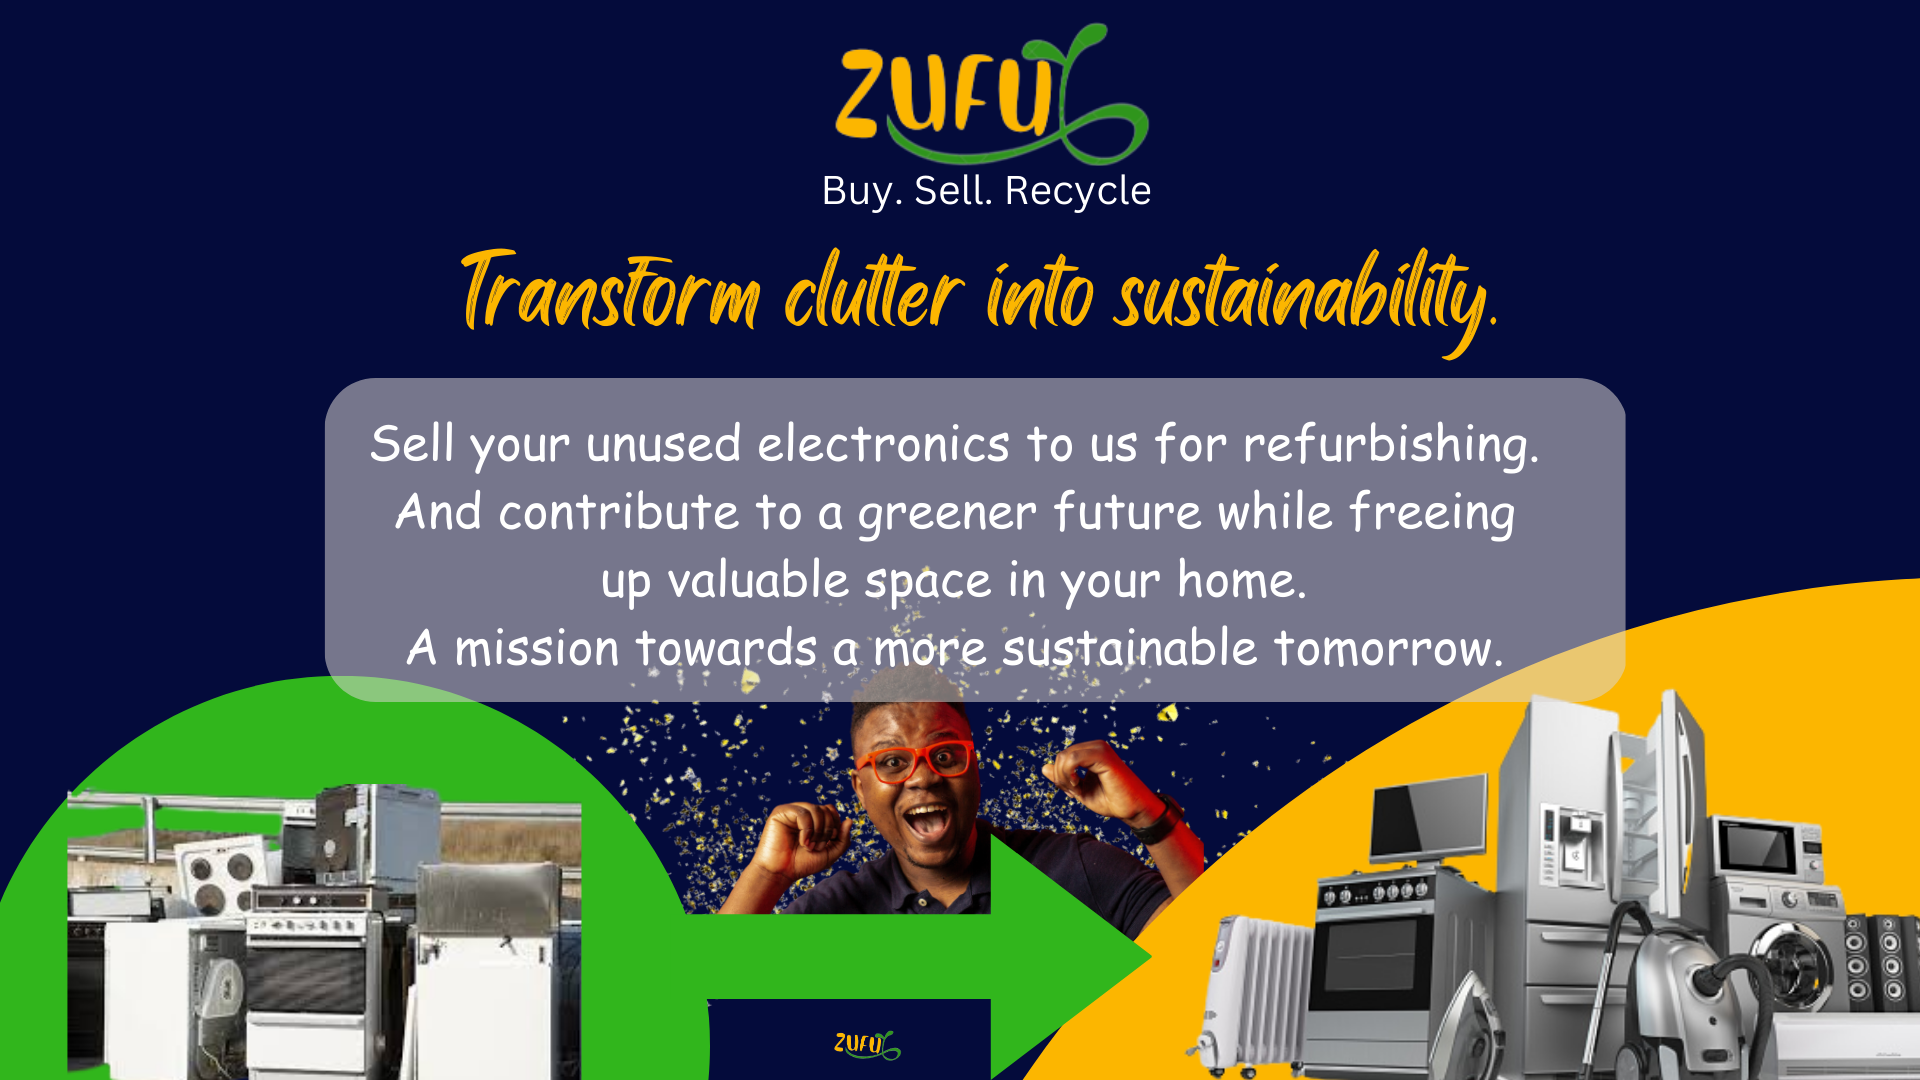 ZUFU
Buy. Sell. Recycle
Transform clutter into sustainability.
Sell your unused electronics to us for refurbishing.
And contribute to a greener future while freeing
up valuable space in your home.
A mission towards a more sustainable tomorrow.
ZUFU